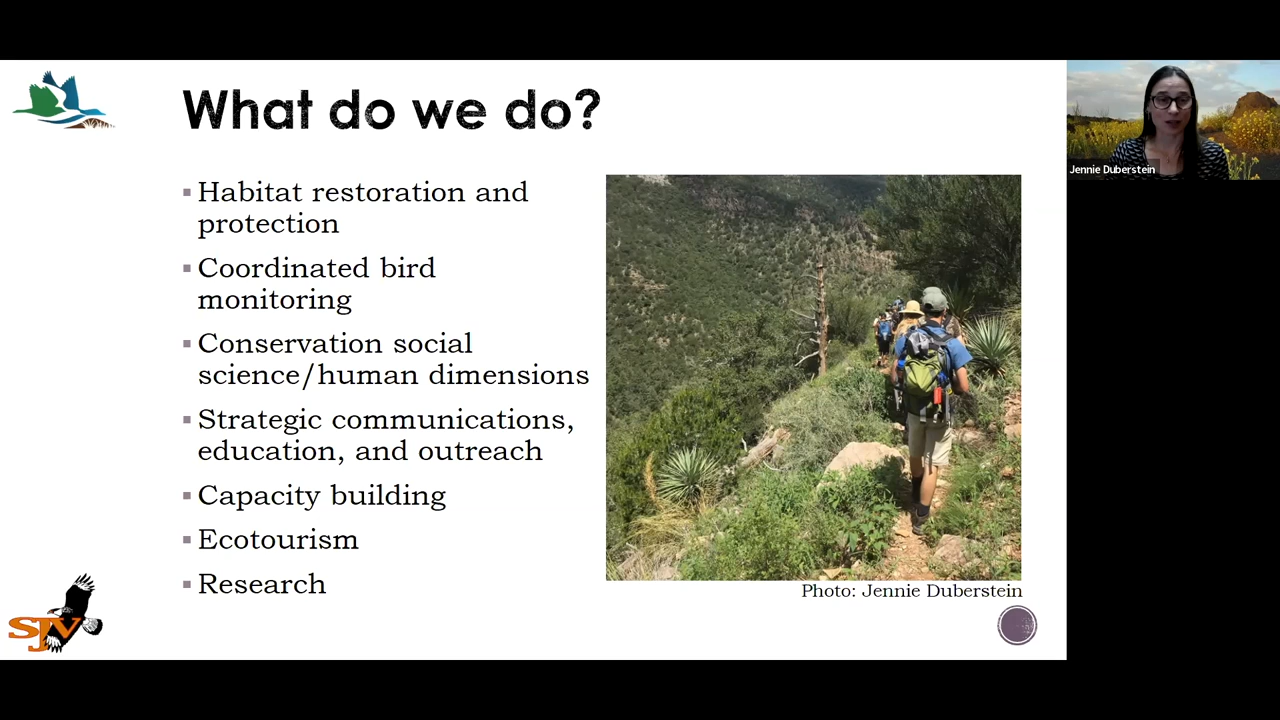 What do we do?
Habitat restoration and
protection
Coordinated bird
monitoring
Conservation social
science/human dimensions
Strategic communications,
education, and outreach
Capacity building
Ecotourism
Research
Photo: Jennie Duberstein
SJV
Jennie Duberstein